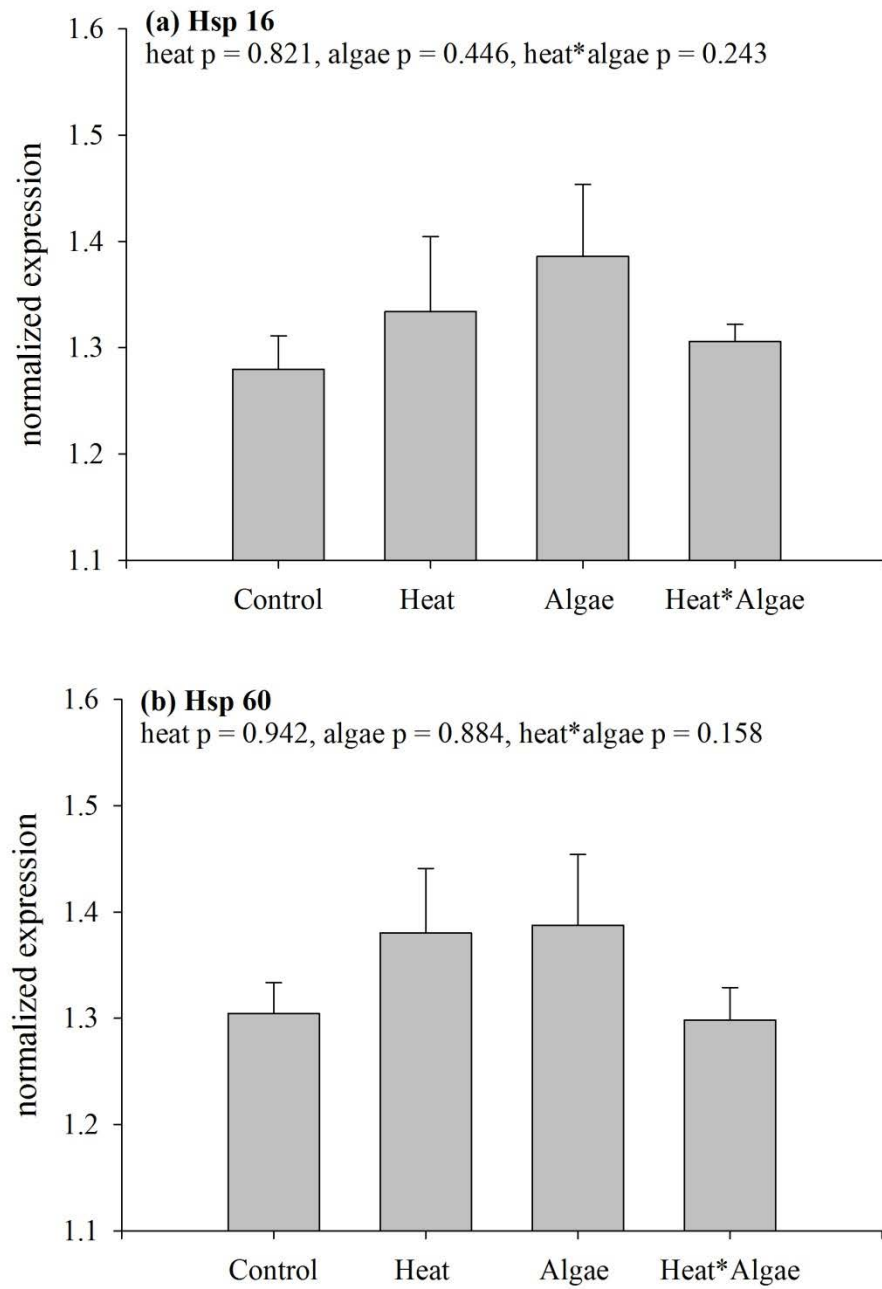 (a) Hsp 16
heat p = 0.821, algae p = 0.446, heat*algae p = 0.243
normalized expression
1.6
1.5
1.4
1.3
1.2
1.1
Control Heat Algae Heat*Algae
(b) Hsp 60
heat p = 0.942, algae p = 0.884, heat*algae p = 0.158
normalized expression
1.6
1.5
1.4
1.3
1.2
1.1
Control Heat Algae Heat*Algae